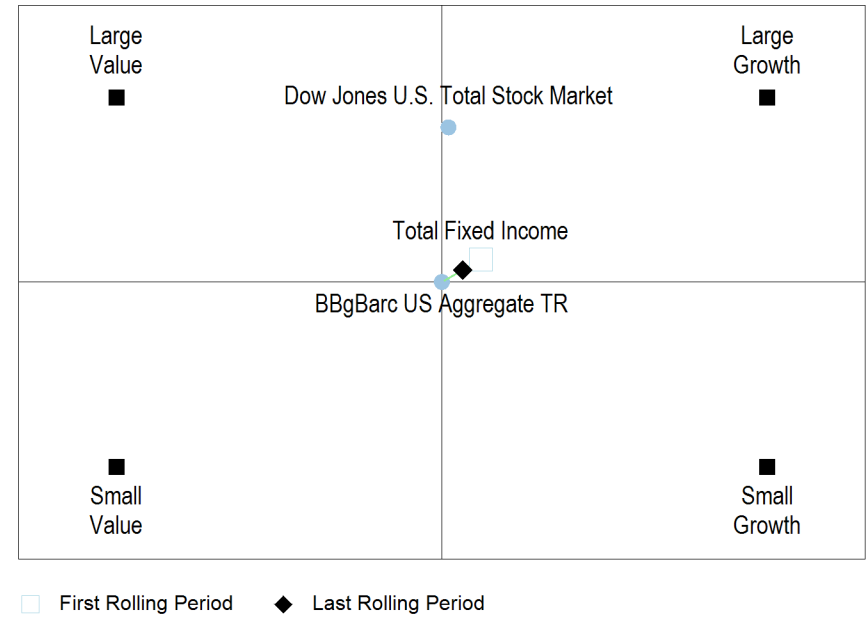 Large
Value
Large
Growth
Dow Jones U.S. Total Stock Market
Total Fixed Income
BBgBarc US Aggregate TR
Small
Value
Small
Growth
First Rolling Period
Last Rolling Period